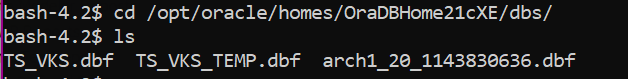 bash-4.2$ cd /opt/oracle/homes/OraDBHome21cXE/dbs/
bash-4.2$ ls
TS_VKS.dbf  TS_VKS_TEMP.dbf  arch1_20_1143830636.dbf